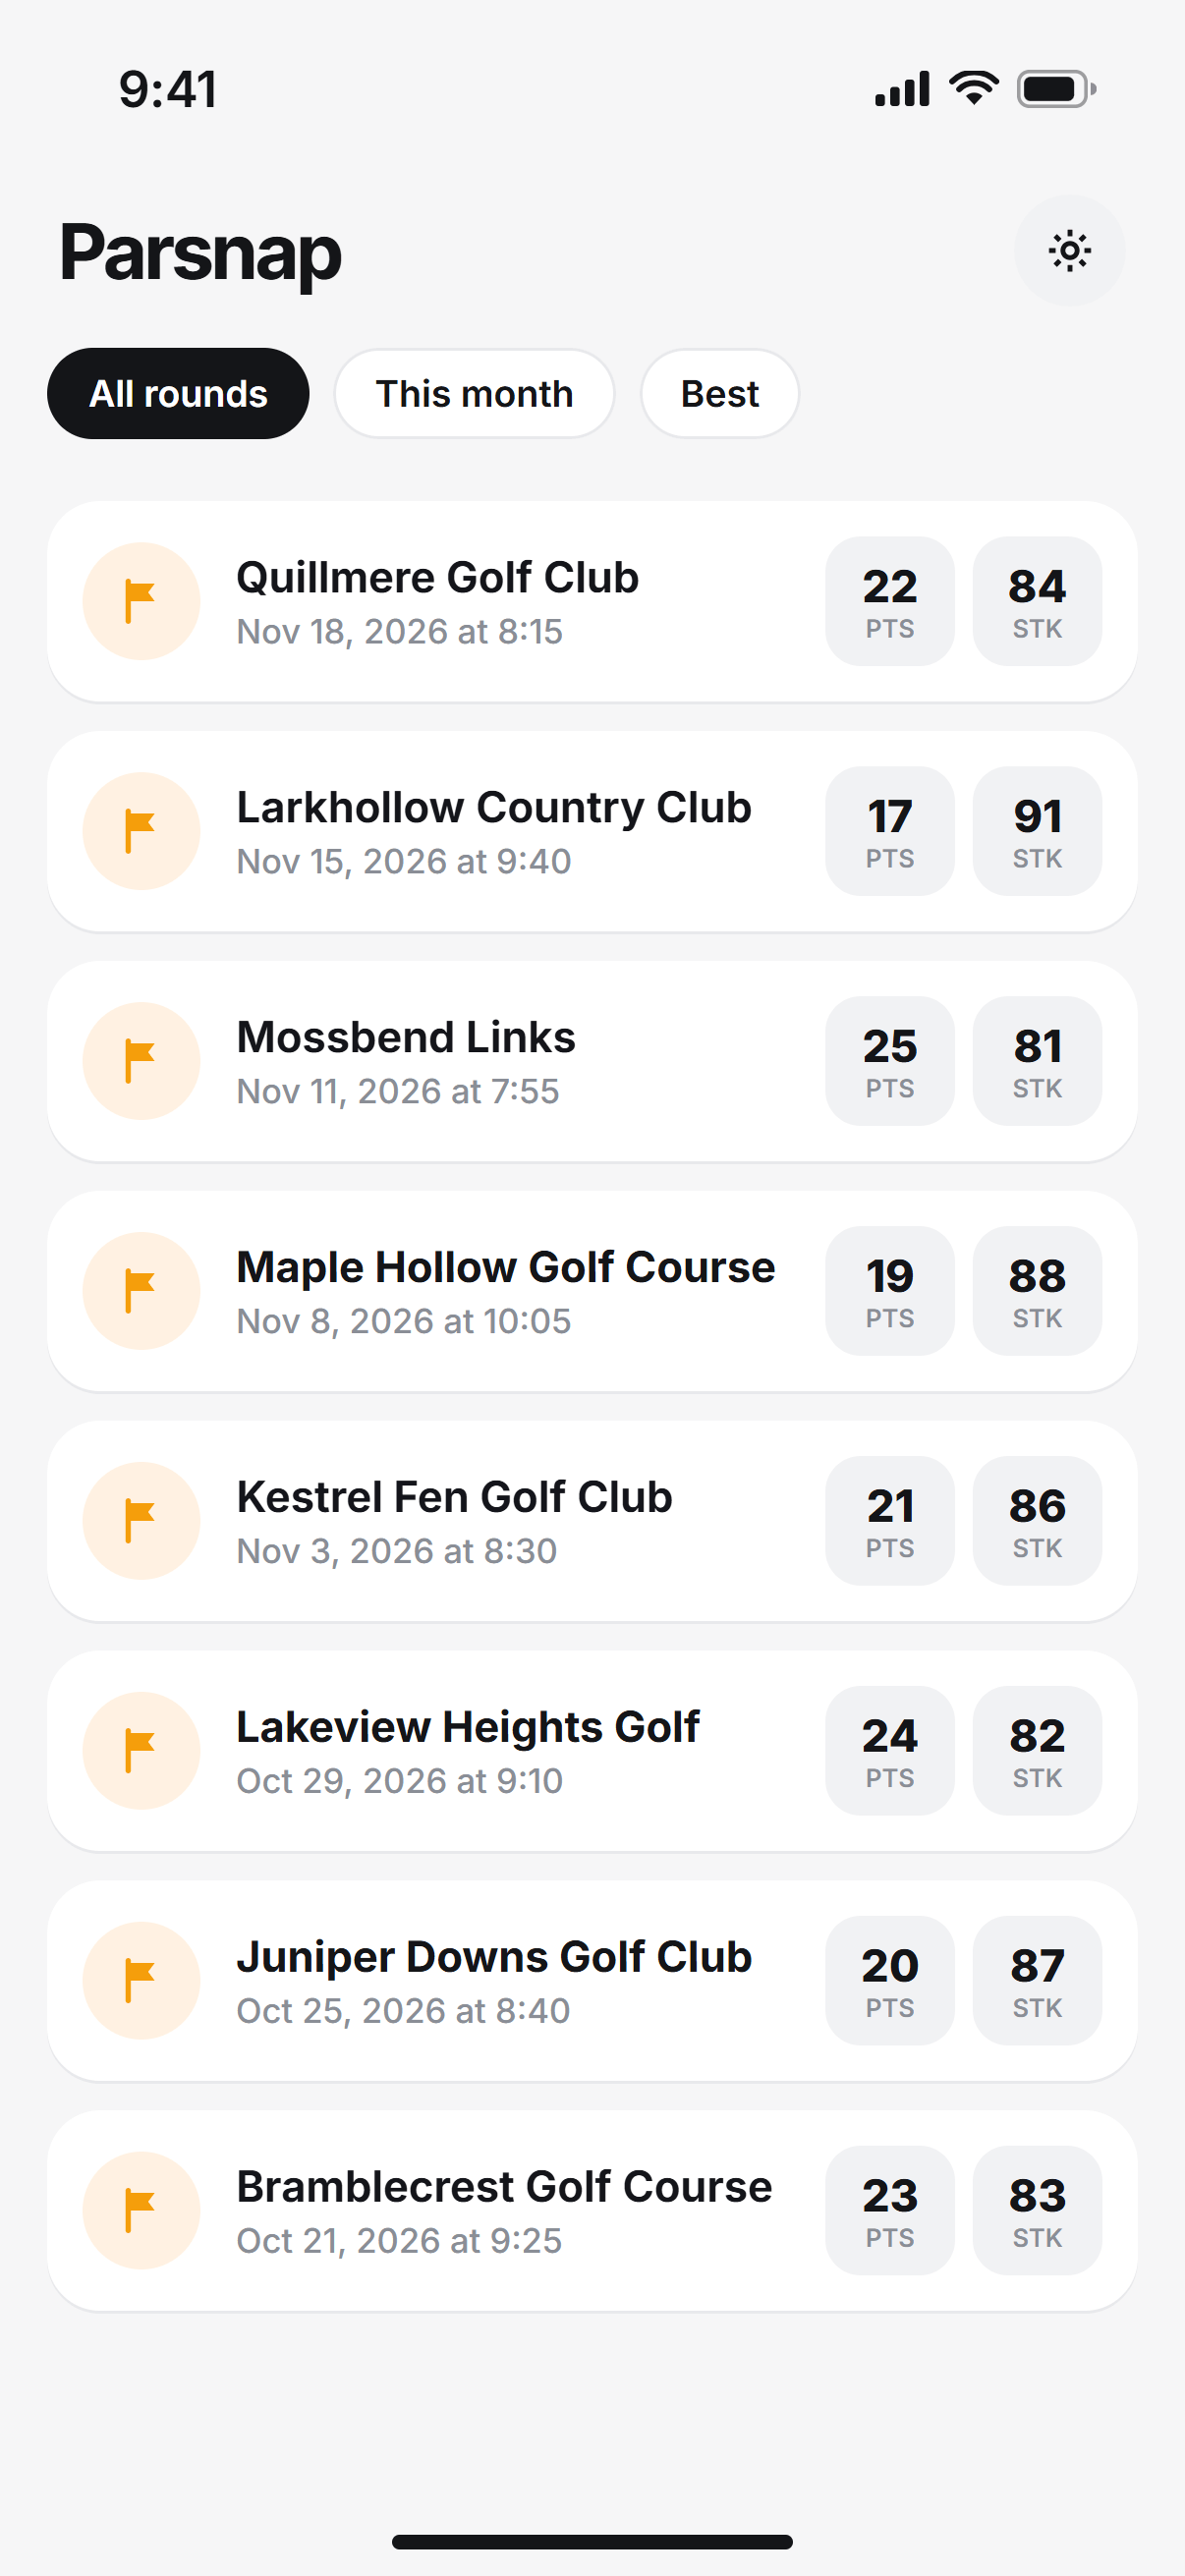 9:41
Parsnap
All rounds
This month
Best
Quillmere Golf Club
Nov 18, 2026 at 8:15
22
PTS
84
STK
Larkhollow Country Club
Nov 15, 2026 at 9:40
17
PTS
91
STK
Mossbend Links
Nov 11, 2026 at 7:55
25
PTS
81
STK
Maple Hollow Golf Course
Nov 8, 2026 at 10:05
19
PTS
88
STK
Kestrel Fen Golf Club
Nov 3, 2026 at 8:30
21
PTS
86
STK
Lakeview Heights Golf
Oct 29, 2026 at 9:10
24
PTS
82
STK
Juniper Downs Golf Club
Oct 25, 2026 at 8:40
20
PTS
87
STK
Bramblecrest Golf Course
Oct 21, 2026 at 9:25
23
PTS
83
STK